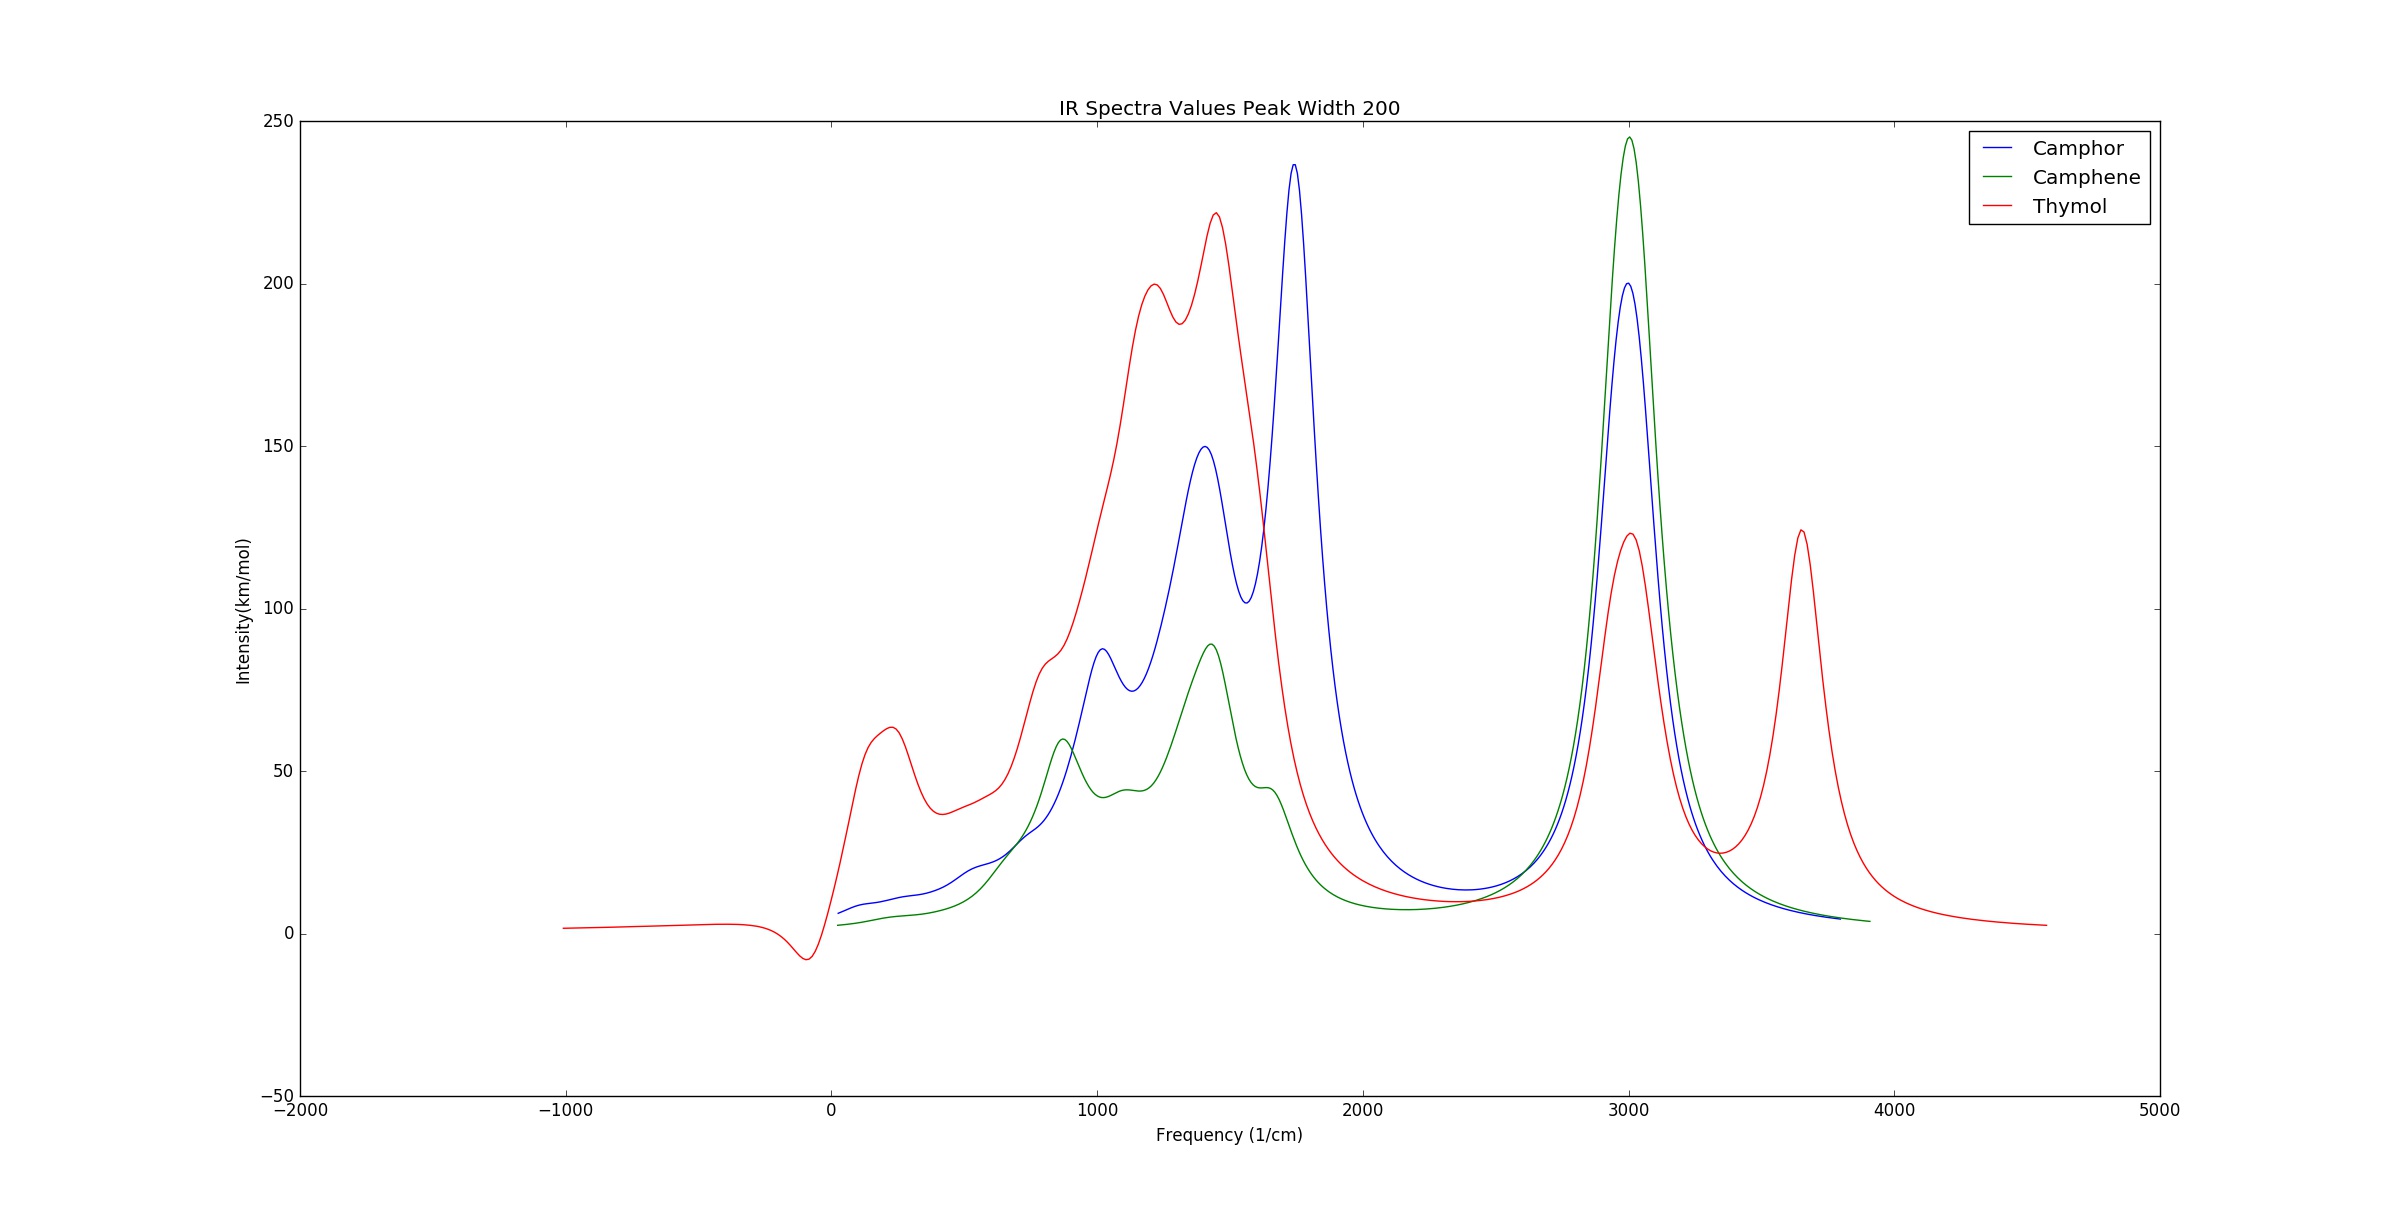 IR Spectra Values Peak Width 200
250
200
150
100
50
0
−50
Intensity(km/mol)
Camphor
Camphene
Thymol
−2000 −1000 0 1000 2000 3000 4000 5000
Frequency (1/cm)